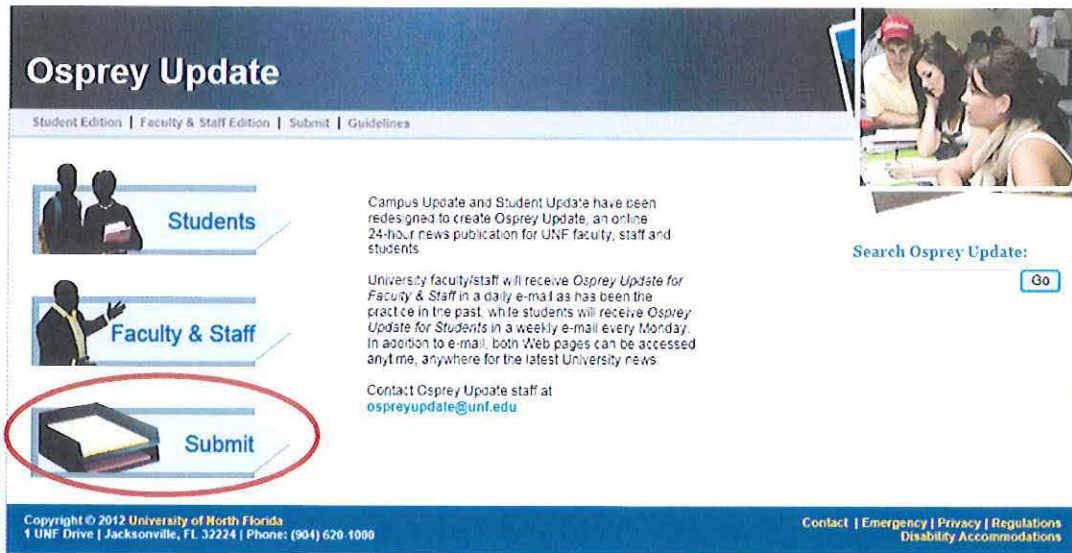 Osprey Update
Student Edition | Faculty & Staff Edition | Submit | Guidelines
Students
Faculty & Staff
Submit
Campus Update and Student Update have been
redesigned to create Osprey Update, an online
24-hour news publication for UNF faculty, staff and
students.
University faculty/staff will receive Osprey Update for
Faculty & Staff in a daily e-mail as has been the
practice in the past, while students will receive Osprey
Update for Students in a weekly e-mail every Monday.
In addition to e-mail, both Web pages can be accessed
anytime, anywhere for the latest University news.
Contact Osprey Update staff at
ospreyupdate@unf.edu
Search Osprey Update:
Go
Copyright © 2012 University of North Florida
1 UNF Drive | Jacksonville, FL 32224 | Phone: (904) 620-1000
Contact | Emergency | Privacy | Regulations
Disability Accommodations